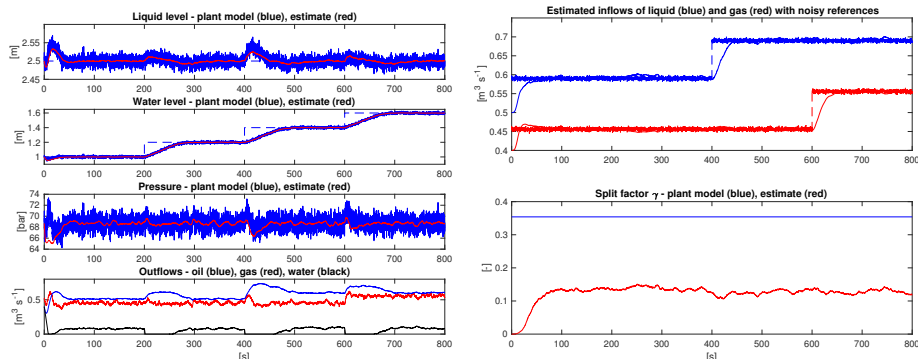 Liquid level - plant model (blue), estimate (red)
[m]
2.55
2.5
2.45
0 100 200 300 400 500 600 700 800
Water level - plant model (blue), estimate (red)
[m]
1.6
1.4
1.2
1
0 100 200 300 400 500 600 700 800
Pressure - plant model (blue), estimate (red)
[bar]
74
72
70
68
66
64
0 100 200 300 400 500 600 700 800
Outflows - oil (blue), gas (red), water (black)
[m³ s⁻¹]
0.5
0
0 100 200 300 400 500 600 700 800
[s]
Estimated inflows of liquid (blue) and gas (red) with noisy references
[m³ s⁻¹]
0.7
0.65
0.6
0.55
0.5
0.45
0.4
0 100 200 300 400 500 600 700 800
Split factor γ - plant model (blue), estimate (red)
[-]
0.4
0.3
0.2
0.1
0
0 100 200 300 400 500 600 700 800
[s]